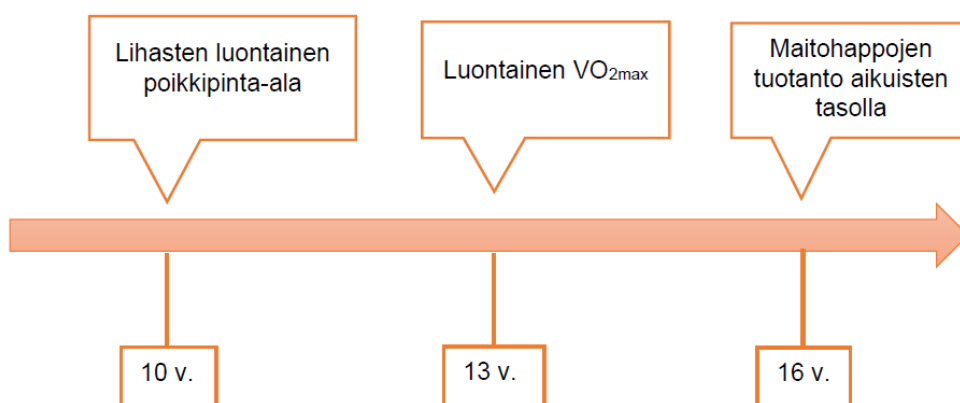 Lihasten luontainen
poikkipinta-ala
Luontainen VO2max
Maitohappojen
tuotanto aikuisten
tasolla
10 v.
13 v.
16 v.